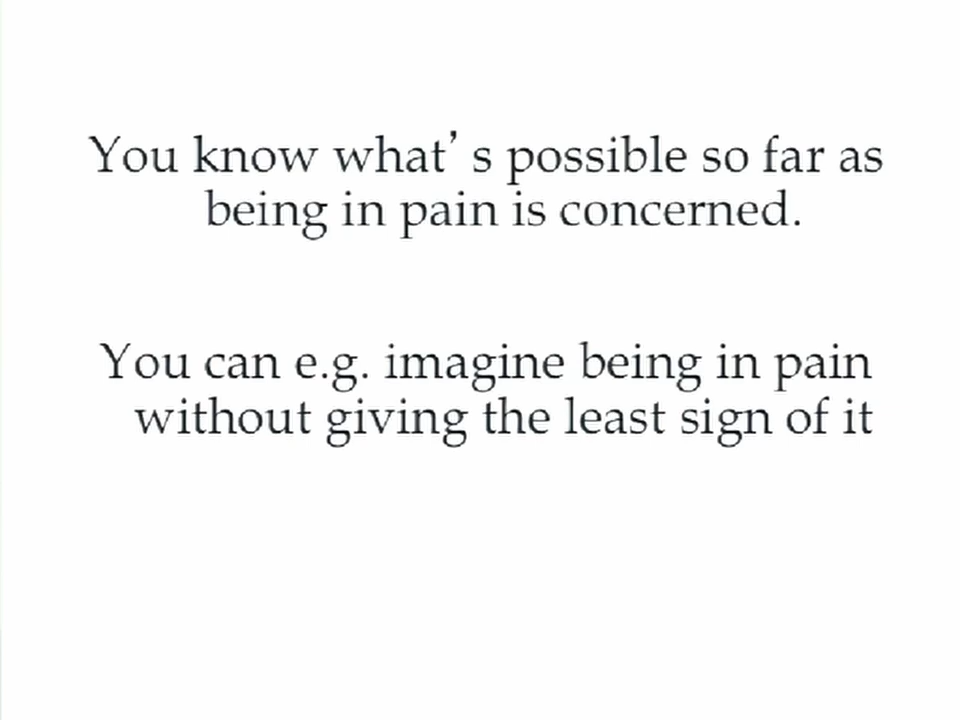 You know what’s possible so far as
being in pain is concerned.
You can e.g. imagine being in pain
without giving the least sign of it